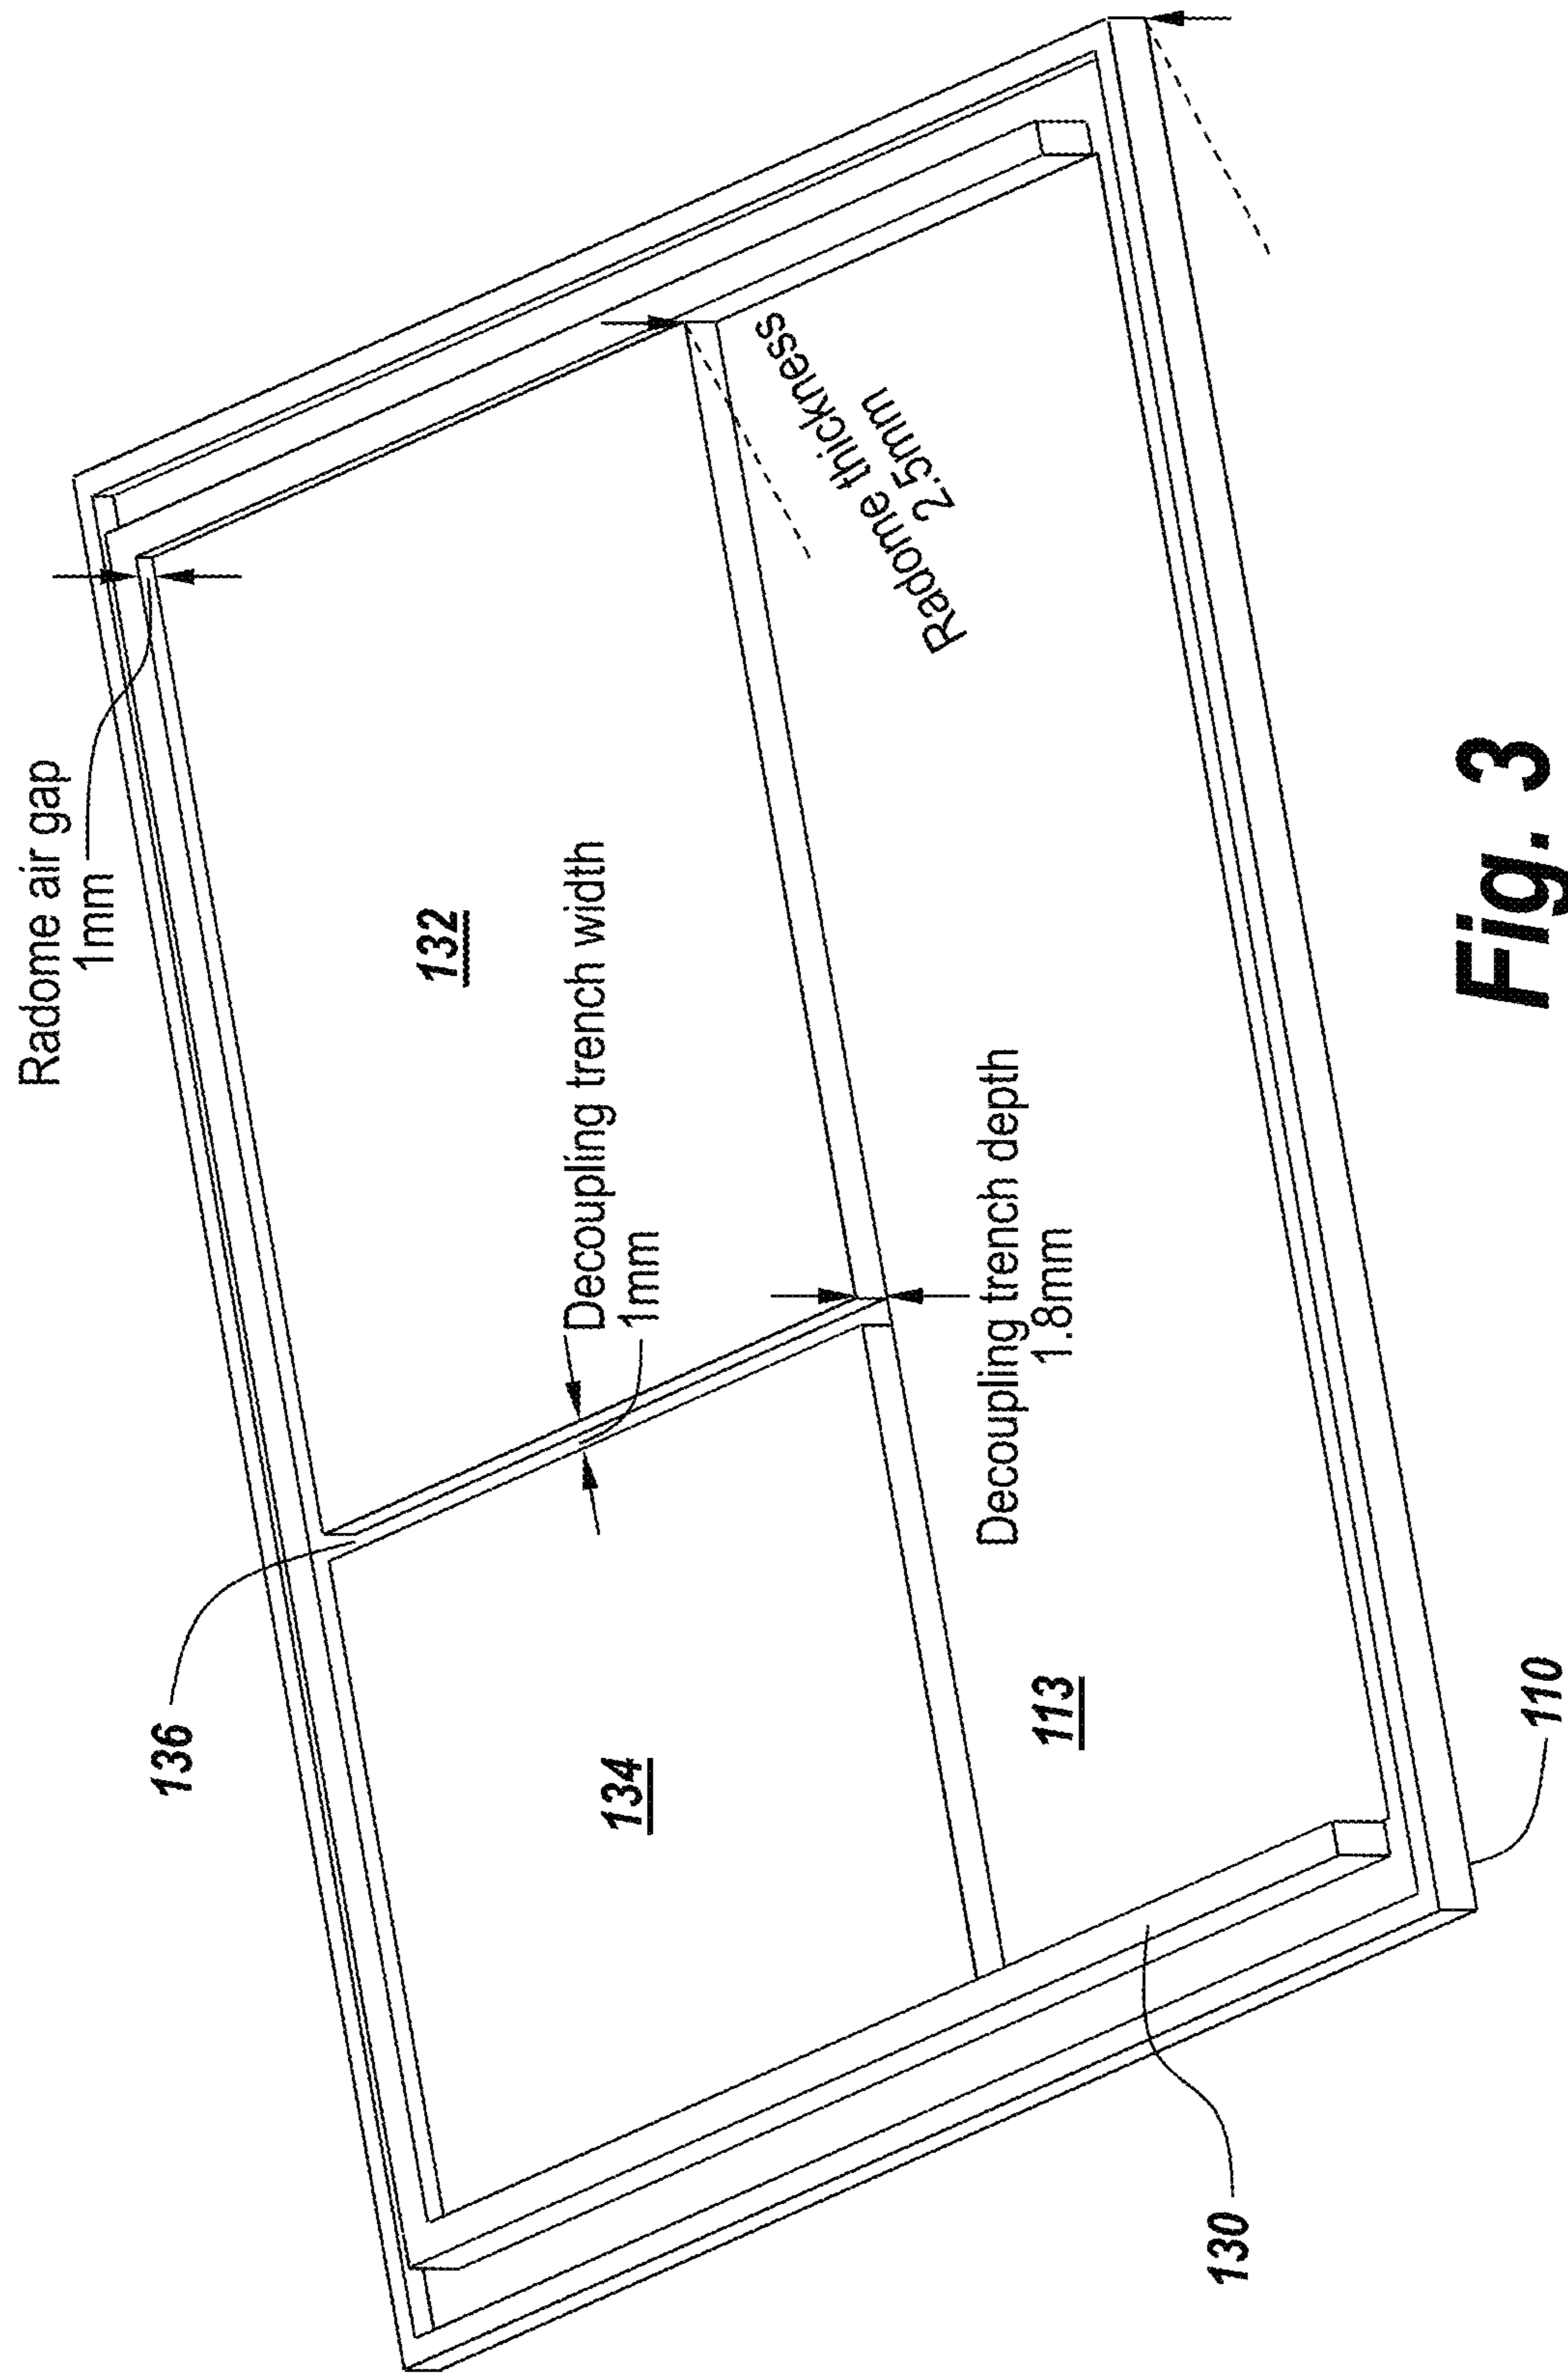 Radome air gap
1mm
132
Decoupling trench width
1mm
Radome thickness
2.5mm
136
134
Decoupling trench depth
1.8mm
113
130
110
Fig. 3